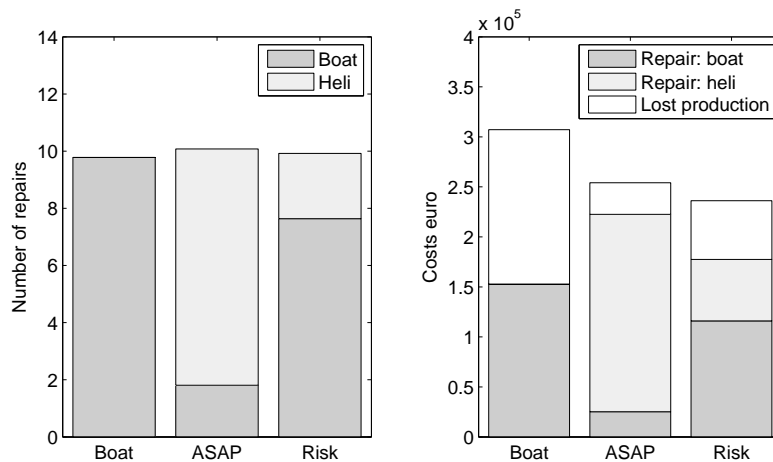 14
12
10
8
6
4
2
0
Number of repairs
Boat
Heli
Boat ASAP Risk
x 10^5
4
3.5
3
2.5
2
1.5
1
0.5
0
Costs euro
Repair: boat
Repair: heli
Lost production
Boat ASAP Risk